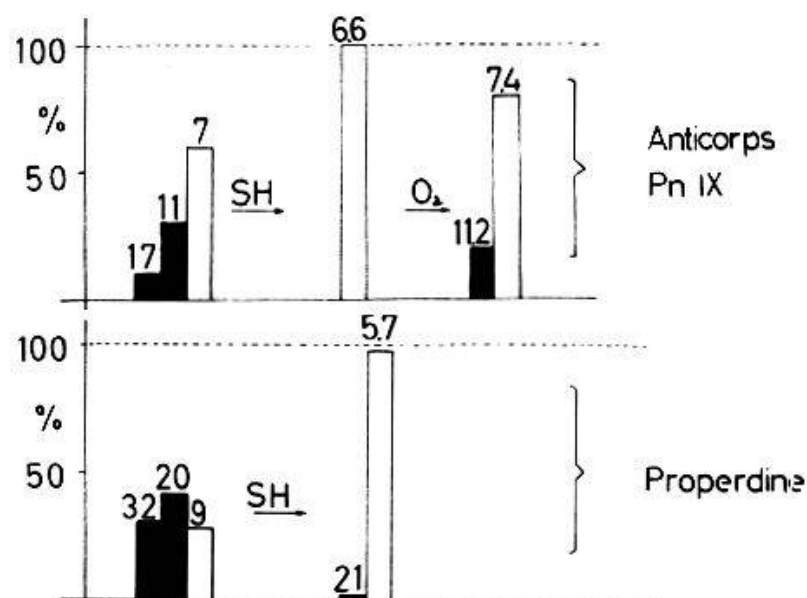 6.6
100
7.4
%
7
Anticorps
Pn IX
50
SH
O₂
11
11.2
17
5.7
100
%
50
20
Properdine
32
9
SH
21